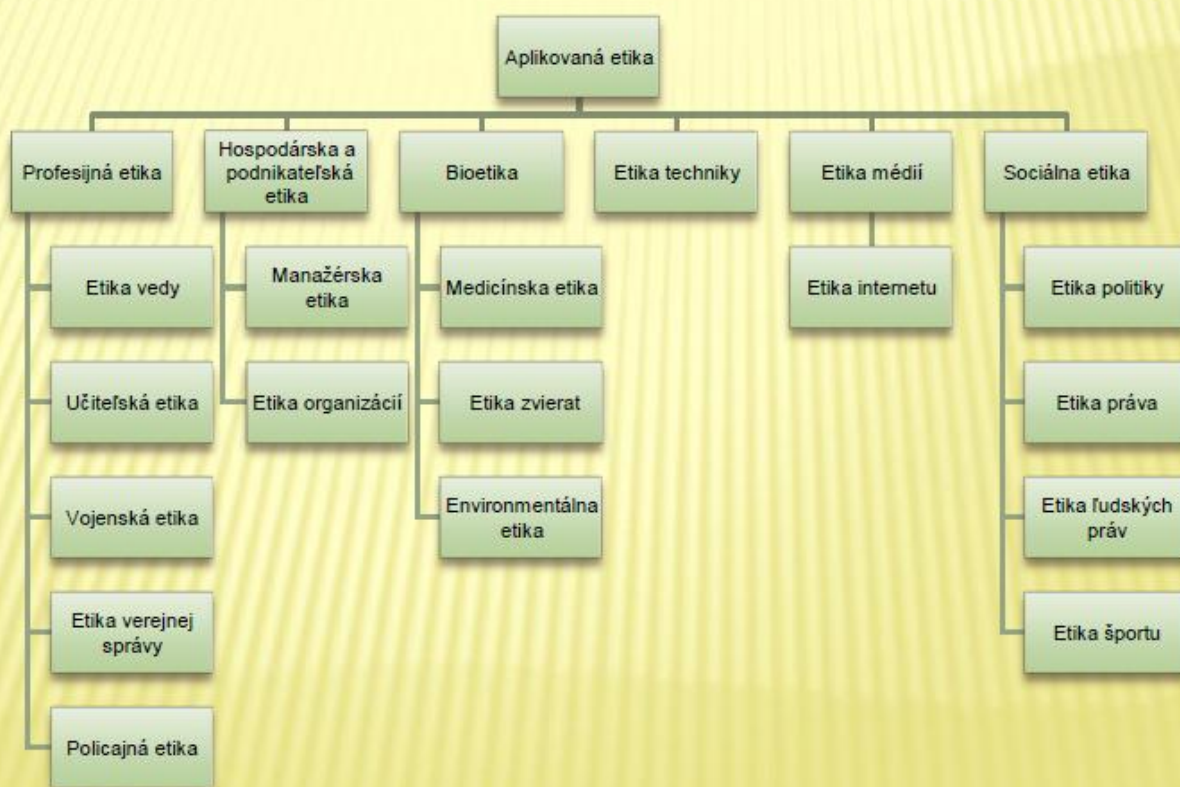 Aplikovaná etika
Profesijná etika
Etika vedy
Učiteľská etika
Vojenská etika
Etika verejnej
správy
Policajná etika
Hospodárska a
podnikateľská
etika
Manažérska
etika
Etika organizácií
Bioetika
Medicínska etika
Etika zvierat
Environmentálna
etika
Etika techniky
Etika médií
Etika internetu
Sociálna etika
Etika politiky
Etika práva
Etika ľudských
práv
Etika športu